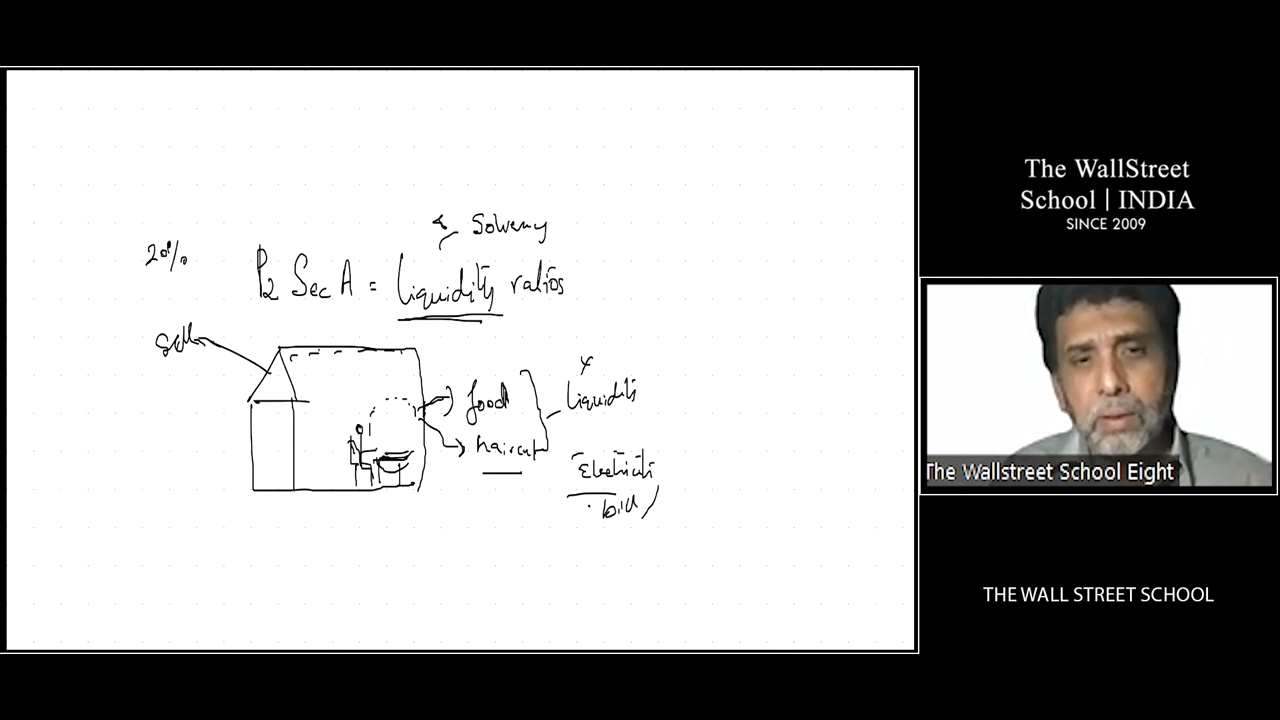 & Solvency
20%
P2 Sec A = Liquidity ratios
Sell
food
haircut
x
Liquidity
Electricity
bill
The WallStreet
School | INDIA
SINCE 2009
The Wallstreet School Eight
THE WALL STREET SCHOOL